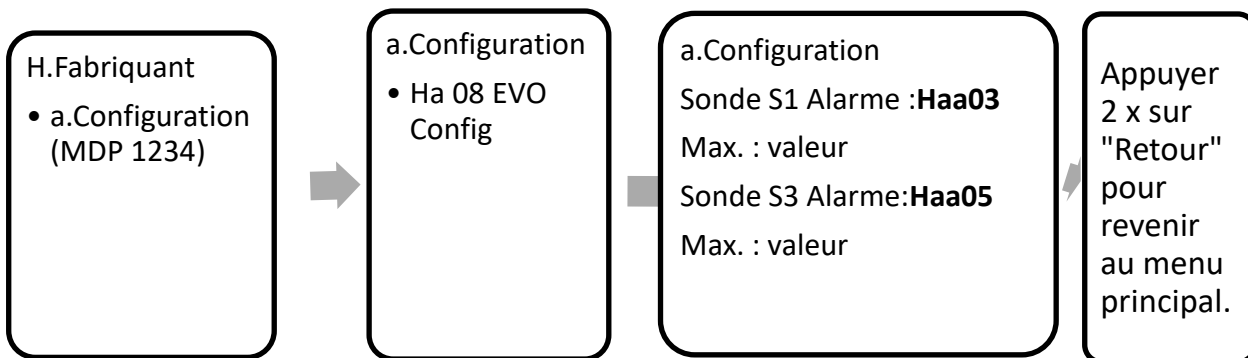 H.Fabriquant
• a.Configuration
(MDP 1234)
a.Configuration
• Ha 08 EVO
Config
a.Configuration
Sonde S1 Alarme :Haa03
Max. : valeur
Sonde S3 Alarme:Haa05
Max. : valeur
Appuyer
2 x sur
"Retour"
pour
revenir
au menu
principal.